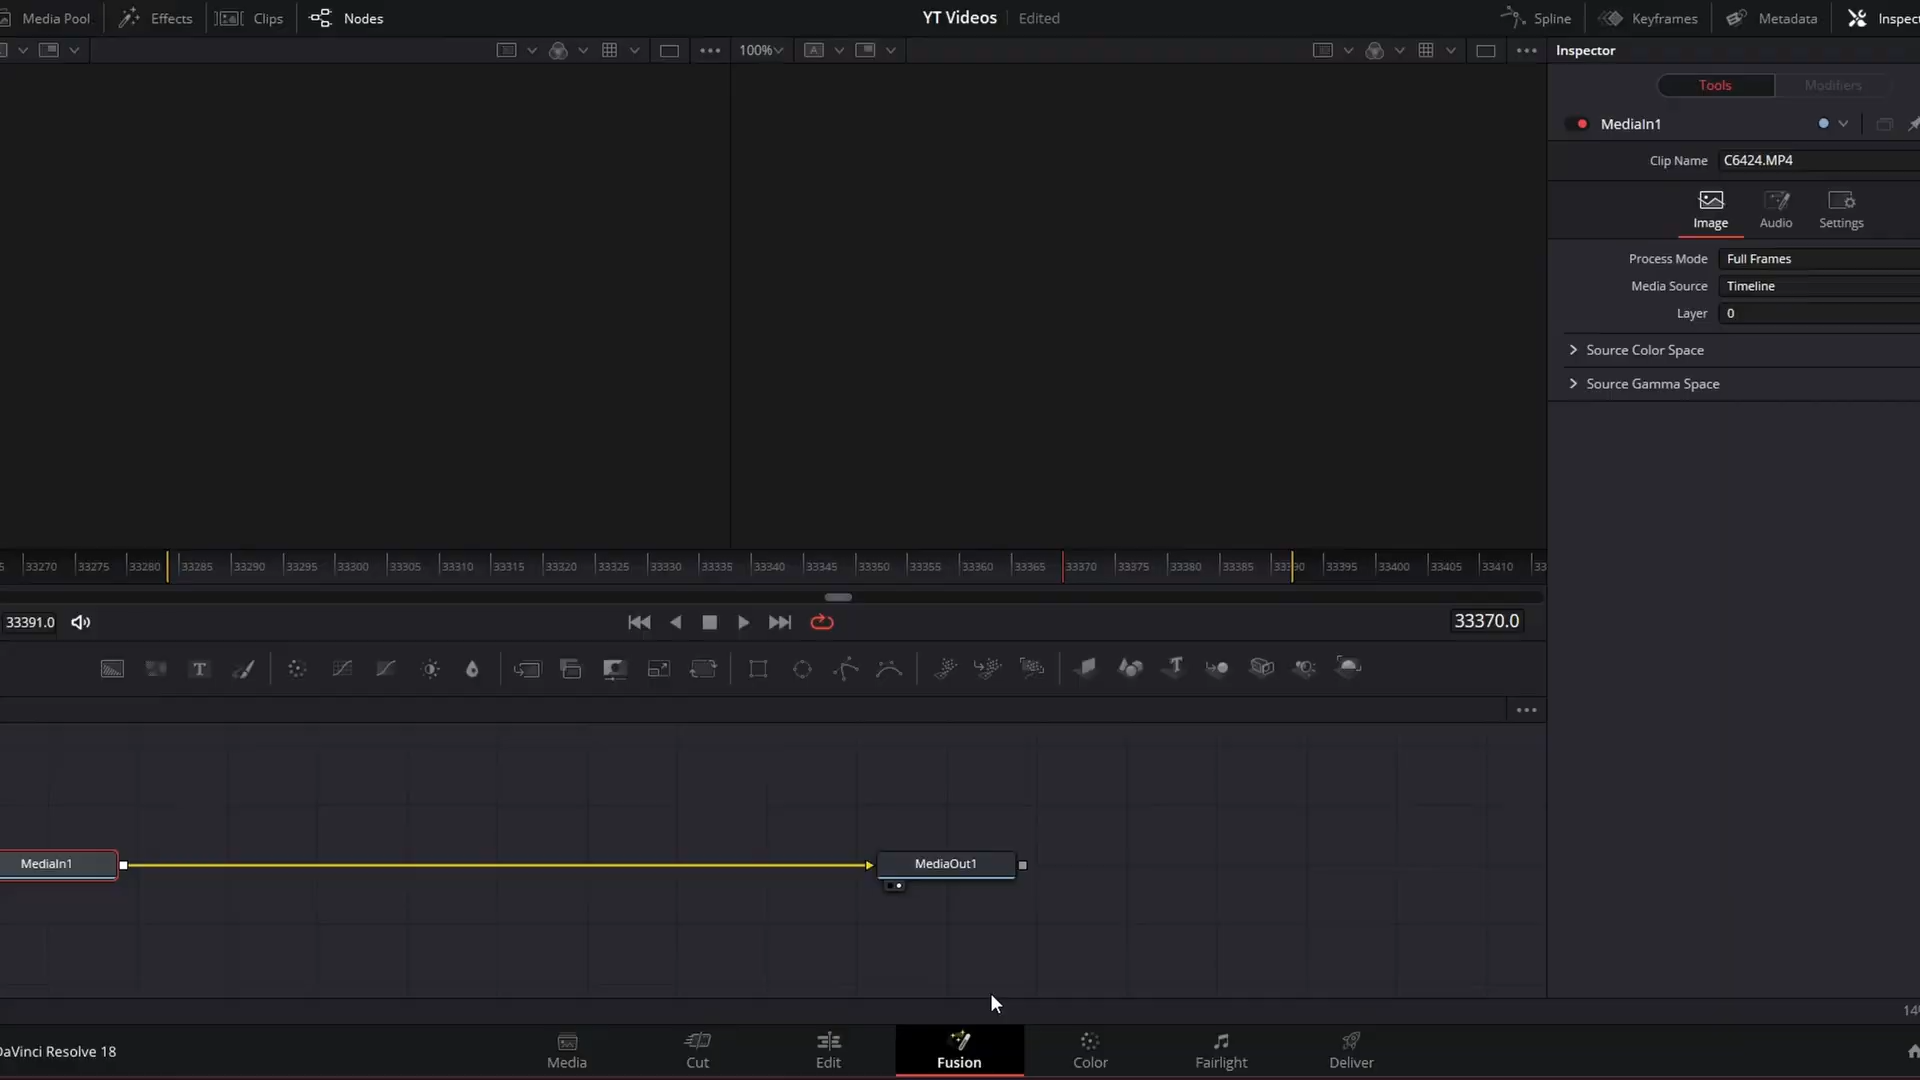 Media Pool
Effects
Clips
Nodes
YT Videos
Edited
Spline
Keyframes
Metadata
Inspec
100%
Inspector
Tools
Modifiers
MediaIn1
Clip Name
C6424.MP4
Image
Audio
Settings
Process Mode
Full Frames
Media Source
Timeline
Layer
0
Source Color Space
Source Gamma Space
33270 33275 33280 33285 33290 33295 33300 33305 33310 33315 33320 33325 33330 33335 33340 33345 33350 33355 33360 33365 33370 33375 33380 33385 33390 33395 33400 33405 33410 33
33391.0
33370.0
T
T
MediaIn1
MediaOut1
14
DaVinci Resolve 18
Media
Cut
Edit
Fusion
Color
Fairlight
Deliver